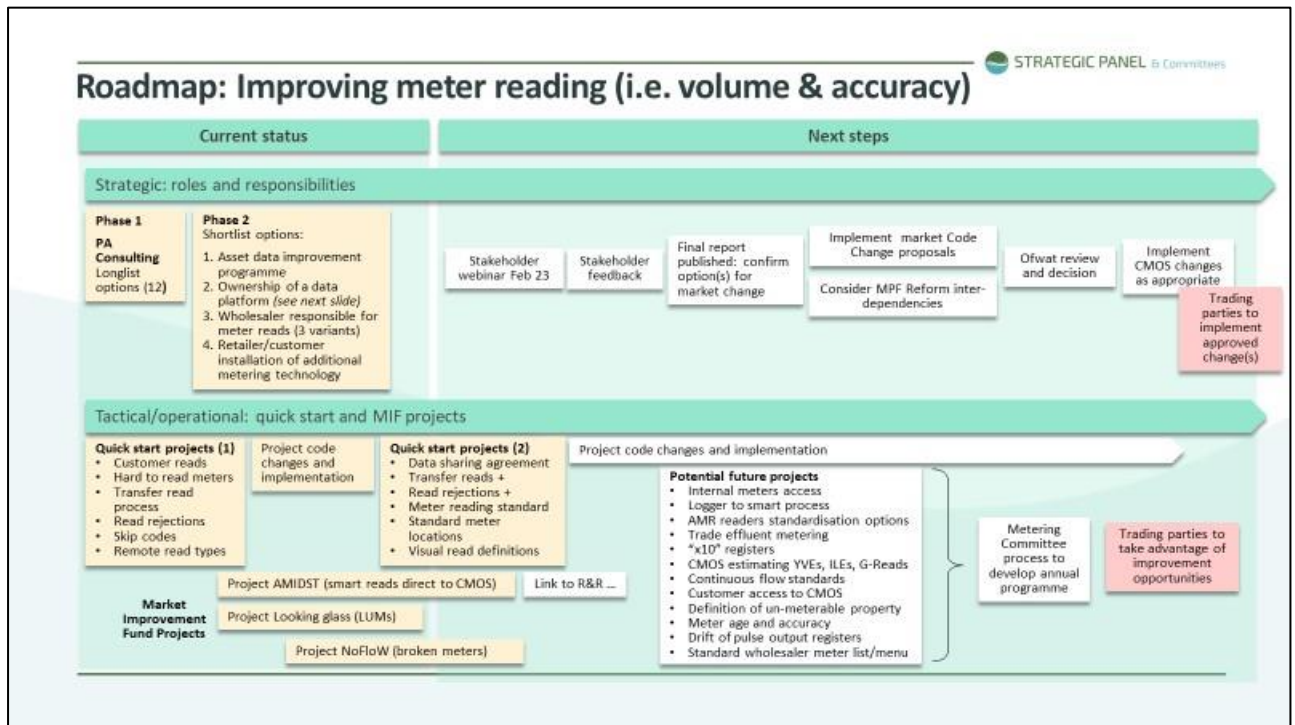 STRATEGIC PANEL & Committees
Roadmap: Improving meter reading (i.e. volume & accuracy)
Current status
Next steps
Strategic: roles and responsibilities
Phase 1
PA
Consulting
Longlist
options (12)
Phase 2
Shortlist options:
1. Asset data improvement
programme
2. Ownership of a data
platform (see next slide)
3. Wholesaler responsible for
meter reads (3 variants)
4. Retailer/customer
installation of additional
metering technology
Stakeholder
webinar Feb 23
Stakeholder
feedback
Final report
published: confirm
option(s) for
market change
Implement market Code
Change proposals
Consider MPF Reform inter-
dependencies
Ofwat review
and decision
Implement
CMOS changes
as appropriate
Trading
parties to
implement
approved
change(s)
Tactical/operational: quick start and MIF projects
Quick start projects (1)
• Customer reads
• Hard to read meters
• Transfer read
process
• Read rejections
• Skip codes
• Remote read types
Project code
changes and
implementation
Quick start projects (2)
• Data sharing agreement
• Transfer reads +
• Read rejections +
• Meter reading standard
• Standard meter
locations
• Visual read definitions
Project code changes and implementation
Potential future projects
• Internal meters access
• Logger to smart process
• AMR readers standardisation options
• Trade effluent metering
• "x10" registers
• CMOS estimating YVEs, ILEs, G-Reads
• Continuous flow standards
• Customer access to CMOS
• Definition of un-meterable property
• Meter age and accuracy
• Drift of pulse output registers
• Standard wholesaler meter list/menu
Metering
Committee
process to
develop annual
programme
Trading parties to
take advantage of
improvement
opportunities
Market
Improvement
Fund Projects
Project AMIDST (smart reads direct to CMOS)
Link to R&R ...
Project Looking glass (LUMs)
Project NoFloW (broken meters)